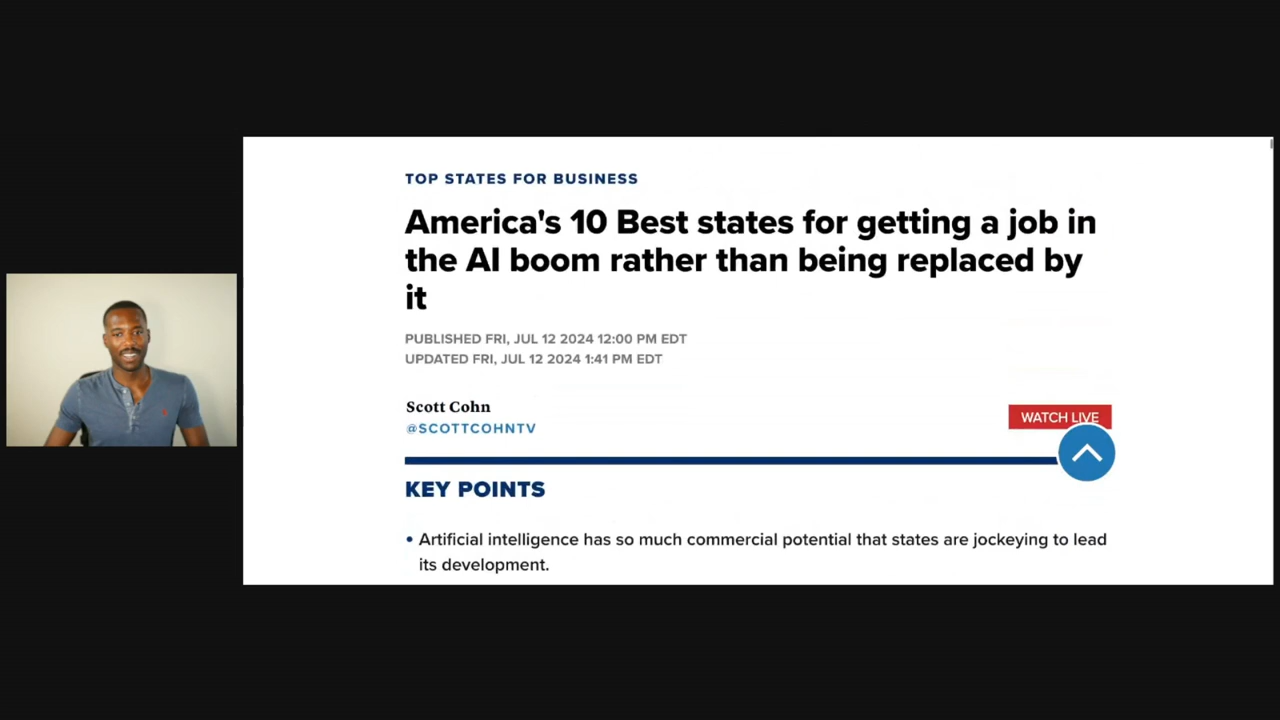 TOP STATES FOR BUSINESS
America's 10 Best states for getting a job in
the AI boom rather than being replaced by
it
PUBLISHED FRI, JUL 12 2024 12:00 PM EDT
UPDATED FRI, JUL 12 2024 1:41 PM EDT
Scott Cohn
@SCOTTCOHNTV
WATCH LIVE
KEY POINTS
• Artificial intelligence has so much commercial potential that states are jockeying to lead
its development.